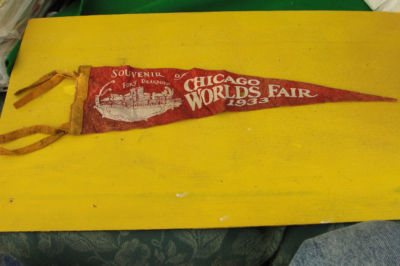 SOUVENIR OF
FORT DEARBORN
CHICAGO
WORLDS FAIR
1933